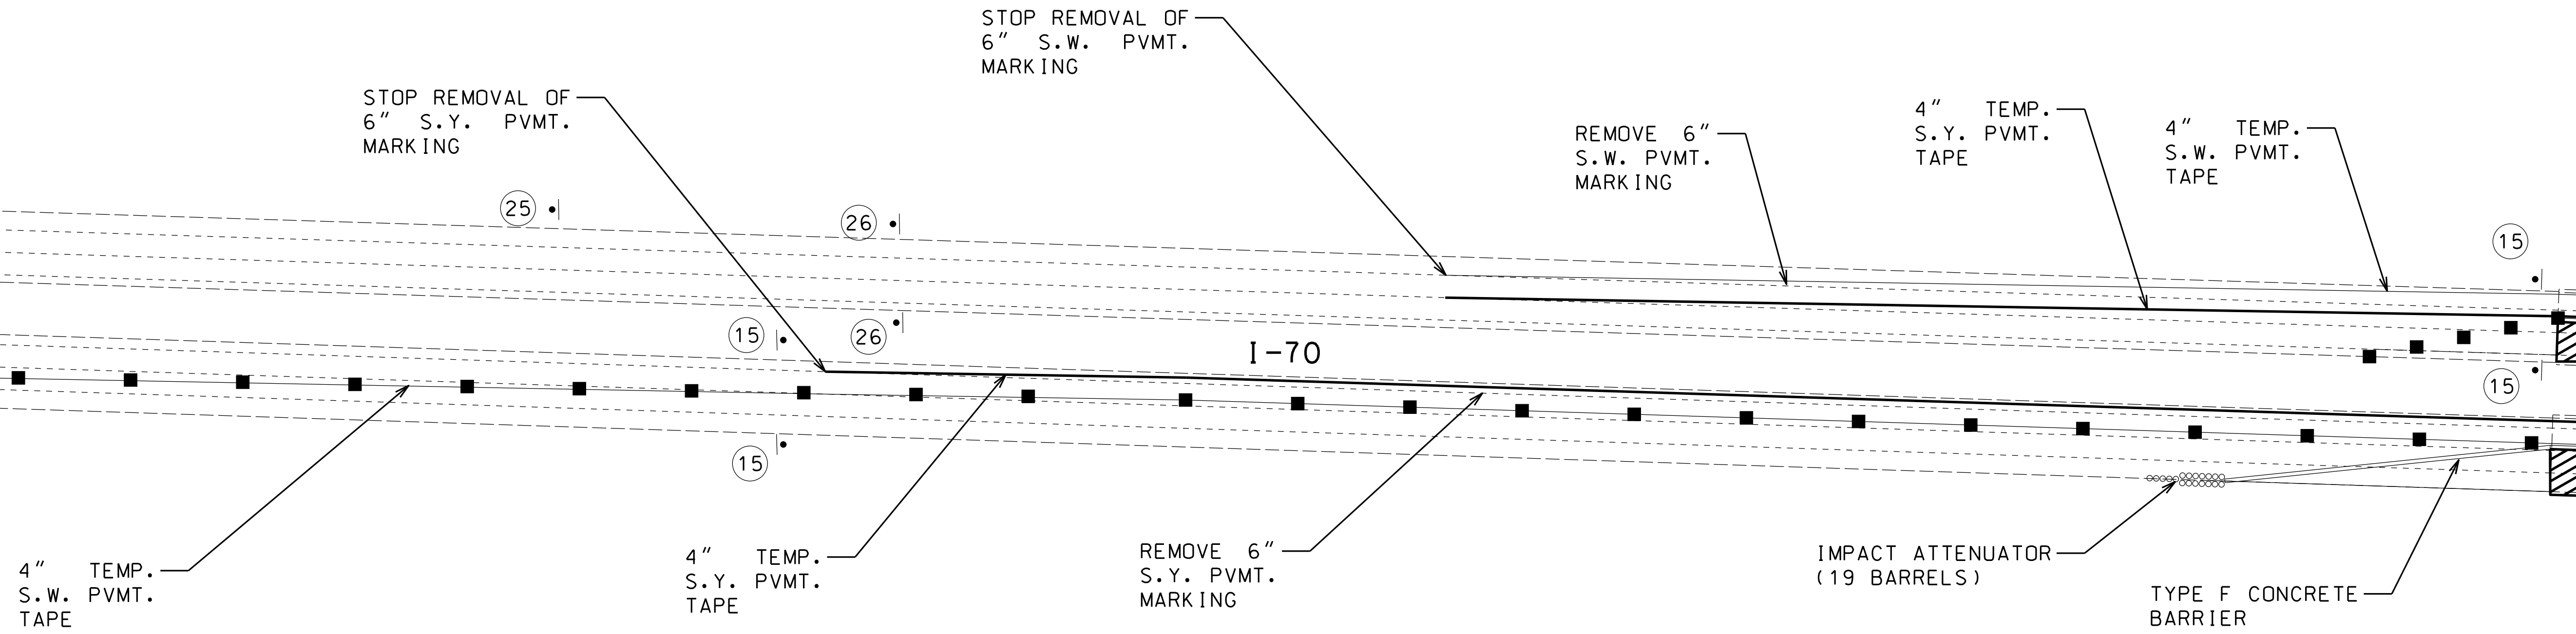 STOP REMOVAL OF
6" S.W. PVMT.
MARKING
STOP REMOVAL OF
6" S.Y. PVMT.
MARKING
REMOVE 6"
S.W. PVMT.
MARKING
4" TEMP.
S.Y. PVMT.
TAPE
4" TEMP.
S.W. PVMT.
TAPE
25
26
15
15
26
I-70
15
15
4" TEMP.
S.W. PVMT.
TAPE
4" TEMP.
S.Y. PVMT.
TAPE
REMOVE 6"
S.Y. PVMT.
MARKING
IMPACT ATTENUATOR
(19 BARRELS)
TYPE F CONCRETE
BARRIER